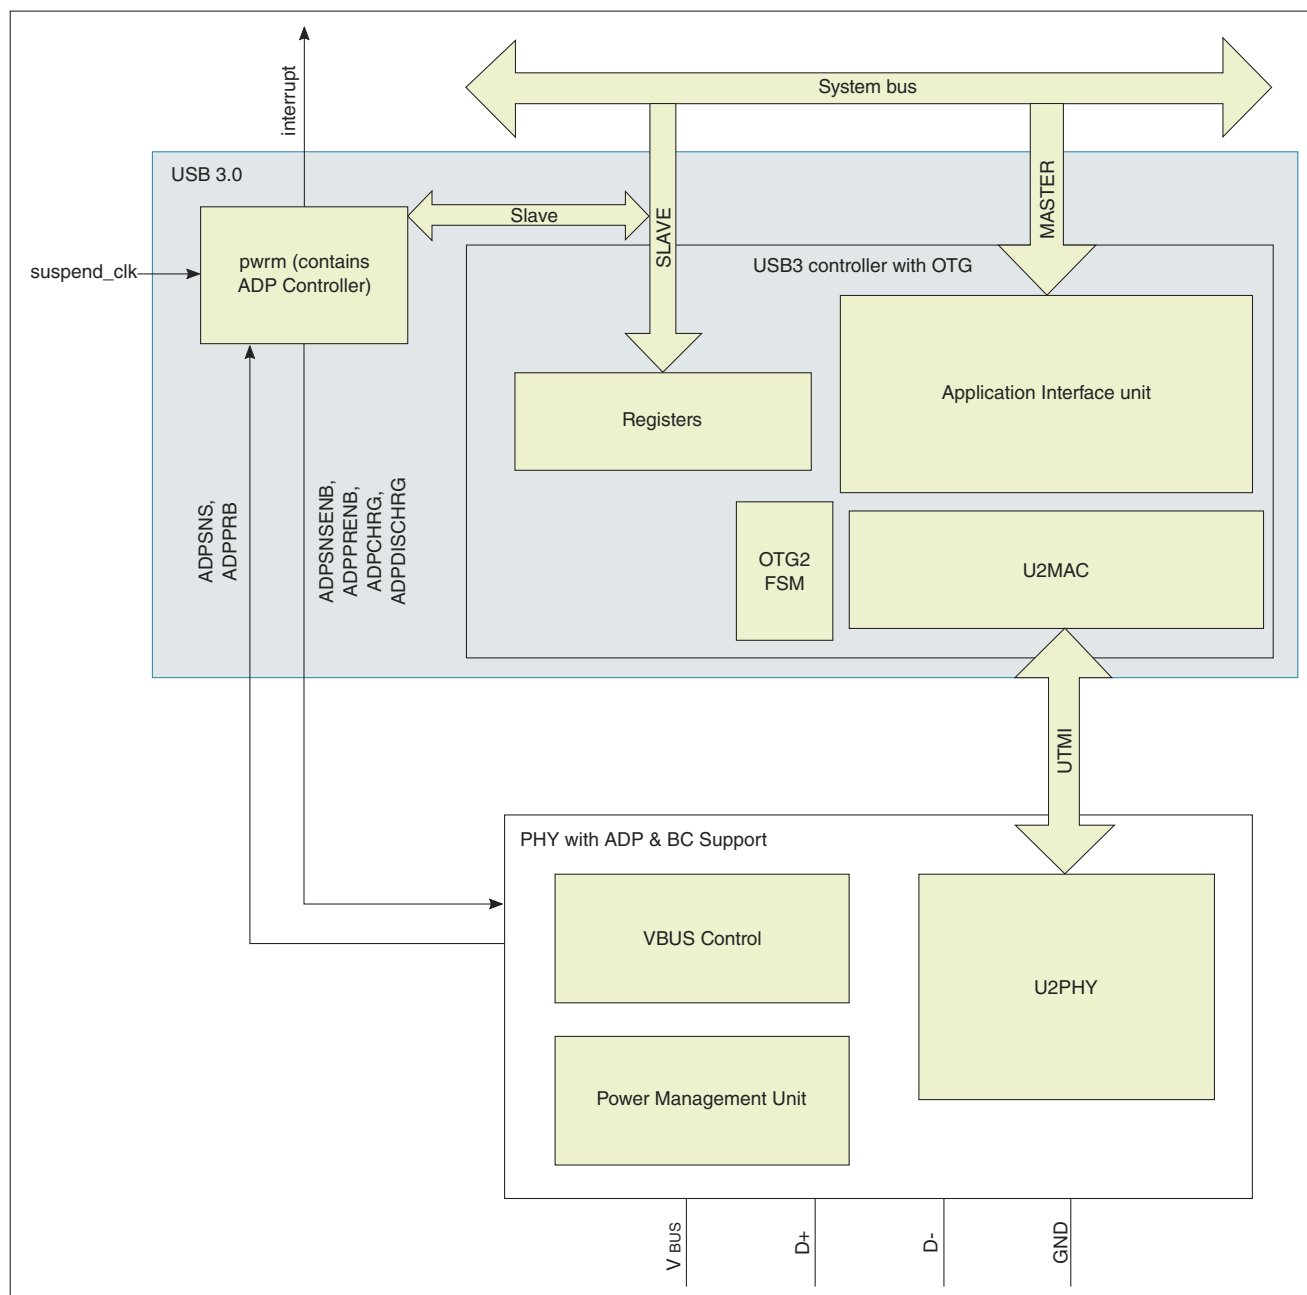 interrupt
System bus
USB 3.0
Slave
SLAVE
MASTER
pwrm (contains
ADP Controller)
suspend_clk
USB3 controller with OTG
Application Interface unit
Registers
ADPSNS,
ADPPRB
ADPSNSENB,
ADPPRENB,
ADPCHRG,
ADPDISCHRG
OTG2
FSM
U2MAC
UTMI
PHY with ADP & BC Support
VBUS Control
U2PHY
Power Management Unit
V BUS
D+
D-
GND